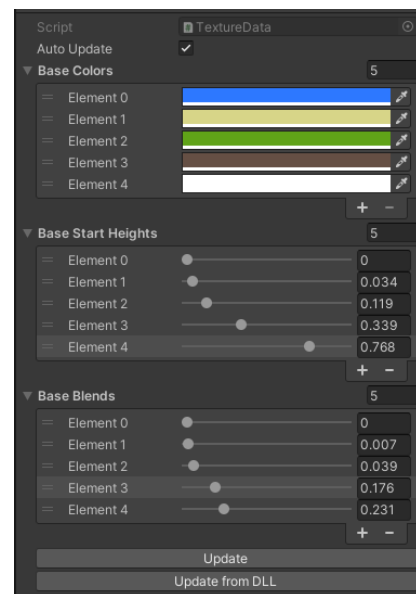 Script TextureData
Auto Update
Base Colors 5
Element 0
Element 1
Element 2
Element 3
Element 4
+ -
Base Start Heights 5
Element 0 0
Element 1 0.034
Element 2 0.119
Element 3 0.339
Element 4 0.768
+ -
Base Blends 5
Element 0 0
Element 1 0.007
Element 2 0.039
Element 3 0.176
Element 4 0.231
+ -
Update
Update from DLL